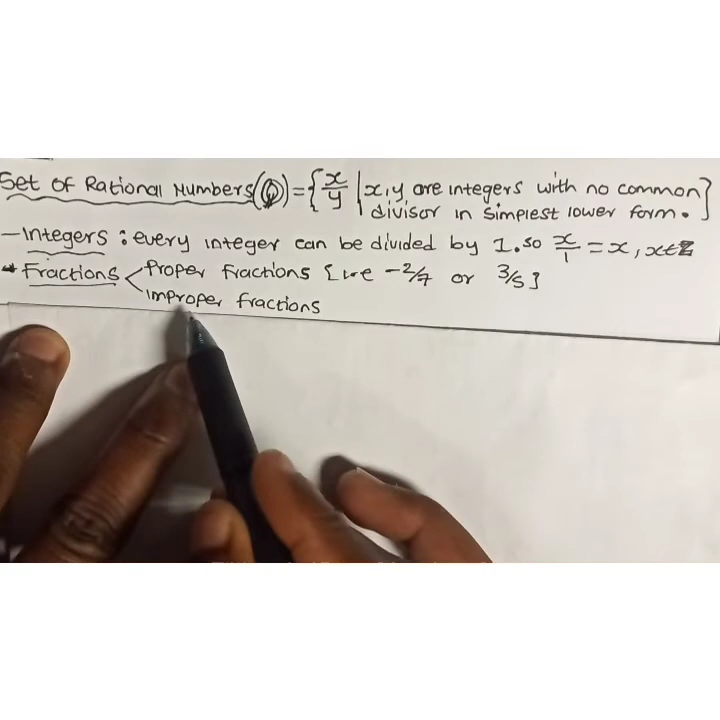 Set of Rational Numbers (Q) = { x/y | x,y are integers with no common
divisor in simplest lower form. }
- Integers : every integer can be divided by 1. so x/1 = x, x∈Z
* Fractions < Proper fractions [i.e -2/7 or 3/5]
improper fractions